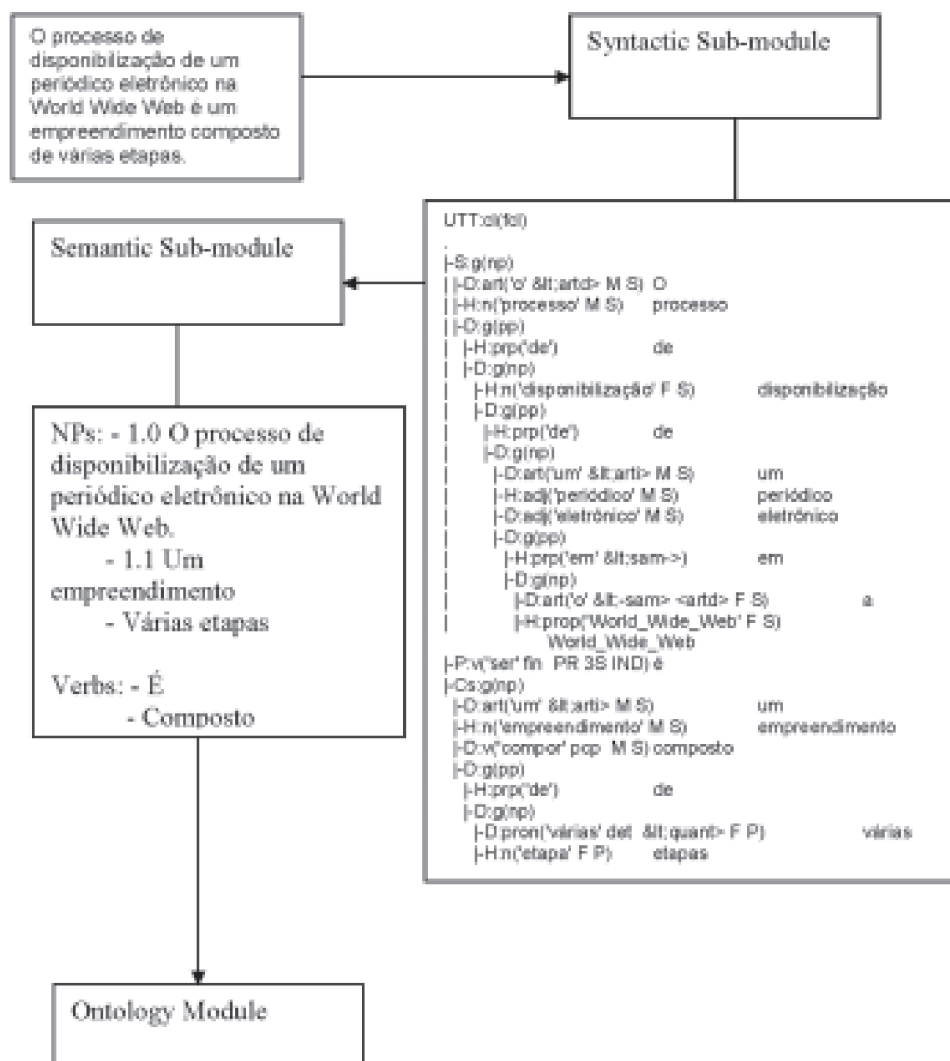 O processo de
disponibilização de um
periódico eletrônico na
World Wide Web é um
empreendimento composto
de várias etapas.
Syntactic Sub-module
UTT:cl(fcl)
.
|-S:g(np)
| |-D:art('o' &lt;artd> M S) O
| |-H:n('processo' M S) processo
| |-D:g(pp)
| |-H:prp('de') de
| |-D:g(np)
| |-H:n('disponibilização' F S) disponibilização
| |-D:g(pp)
| |-H:prp('de') de
| |-D:g(np)
| |-D:art('um' &lt;arti> M S) um
| |-H:adj('periódico' M S) periódico
| |-D:adj('eletrônico' M S) eletrônico
| |-D:g(pp)
| |-H:prp('em' &lt;sam->) em
| |-D:g(np)
| |-D:art('o' &lt;-sam> <artd> F S) a
| |-H:prop('World_Wide_Web' F S)
World_Wide_Web
|-P:v('ser' fin PR 3S IND) é
|-Cs:g(np)
|-D:art('um' &lt;arti> M S) um
|-H:n('empreendimento' M S) empreendimento
|-D:v('compor' pcp M S) composto
|-D:g(pp)
|-H:prp('de') de
|-D:g(np)
|-D:pron('várias' det &lt;quant> F P) várias
|-H:n('etapa' F P) etapas
Semantic Sub-module
NPs: - 1.0 O processo de
disponibilização de um
periódico eletrônico na World
Wide Web.
- 1.1 Um
empreendimento
- Várias etapas
Verbs: - É
- Composto
Ontology Module